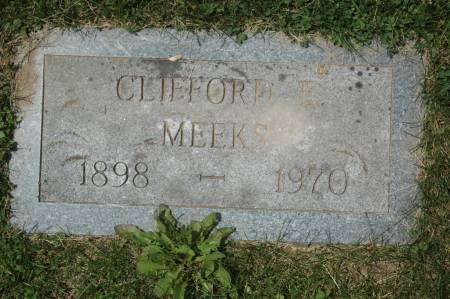 CLIFFORD E.
MEEKS
1898 – 1970